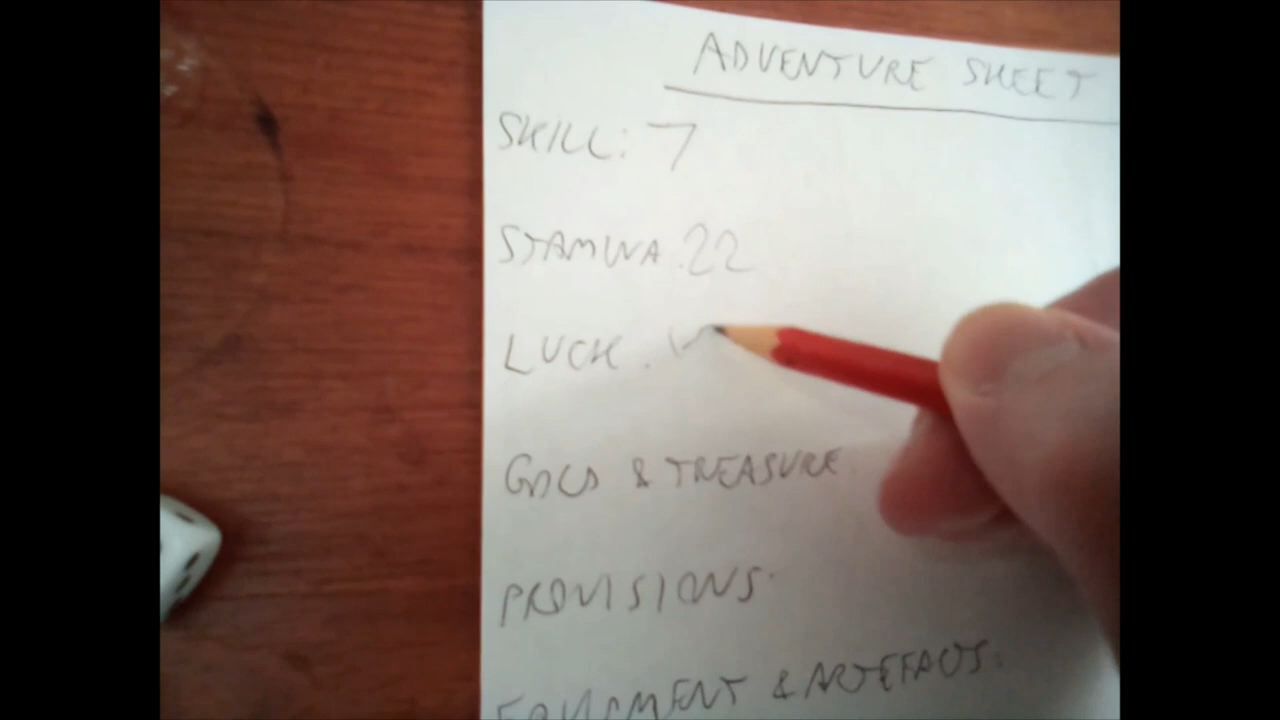 ADVENTURE SHEET
SKILL: 7
STAMINA: 22
LUCK:
GOLD & TREASURE:
PROVISIONS:
EQUIPMENT & ARTEFACTS: